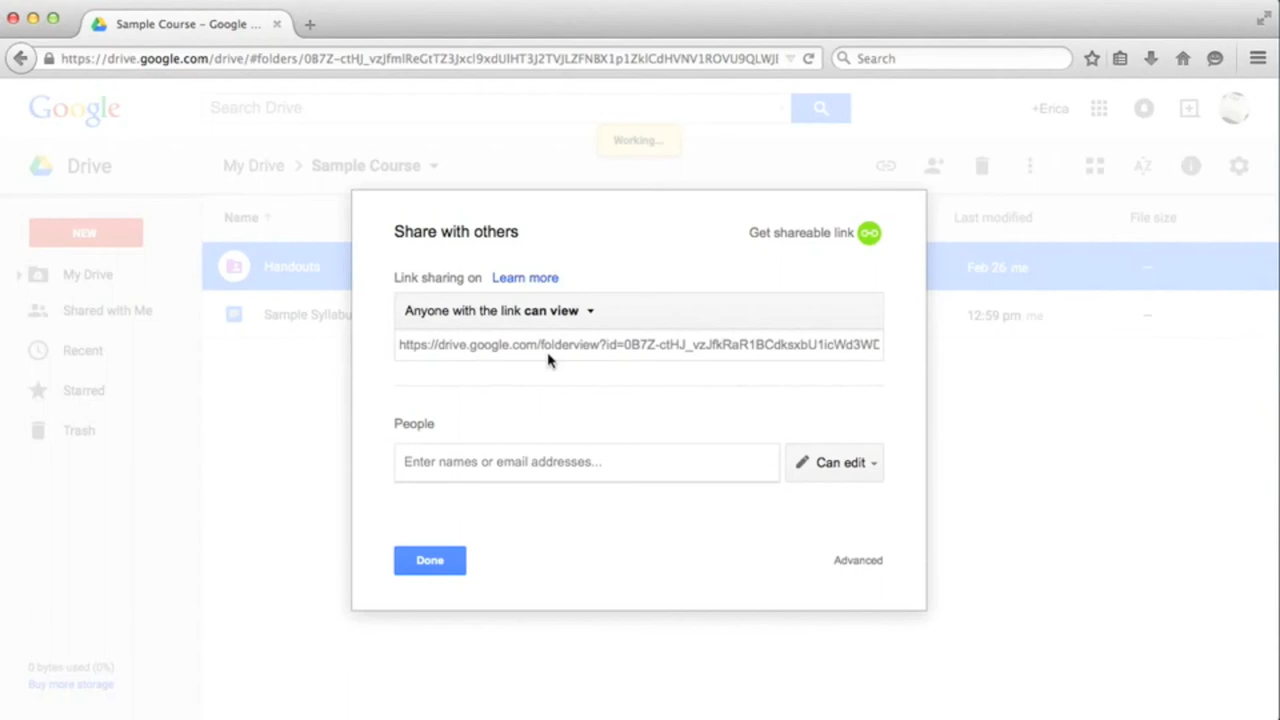 Sample Course – Google ...
https://drive.google.com/drive/#folders/0B7Z-ctHJ_vzJfmlReGtTZ3Jxcl9xdUlHT3J2TVJLZFNBX1p1ZklCdHVNV1ROVU9QLWJE
Search
Google
Search Drive
+Erica
Working...
Drive
My Drive > Sample Course
NEW
My Drive
Shared with Me
Recent
Starred
Trash
0 bytes used (0%)
Buy more storage
Name ↑
Last modified
File size
Handouts
Feb 26 me
—
Sample Syllabu
12:59 pm me
—
Share with others
Get shareable link
Link sharing on Learn more
Anyone with the link can view
https://drive.google.com/folderview?id=0B7Z-ctHJ_vzJfkRaR1BCdksxbU1icWd3WD
People
Enter names or email addresses...
Can edit
Done
Advanced